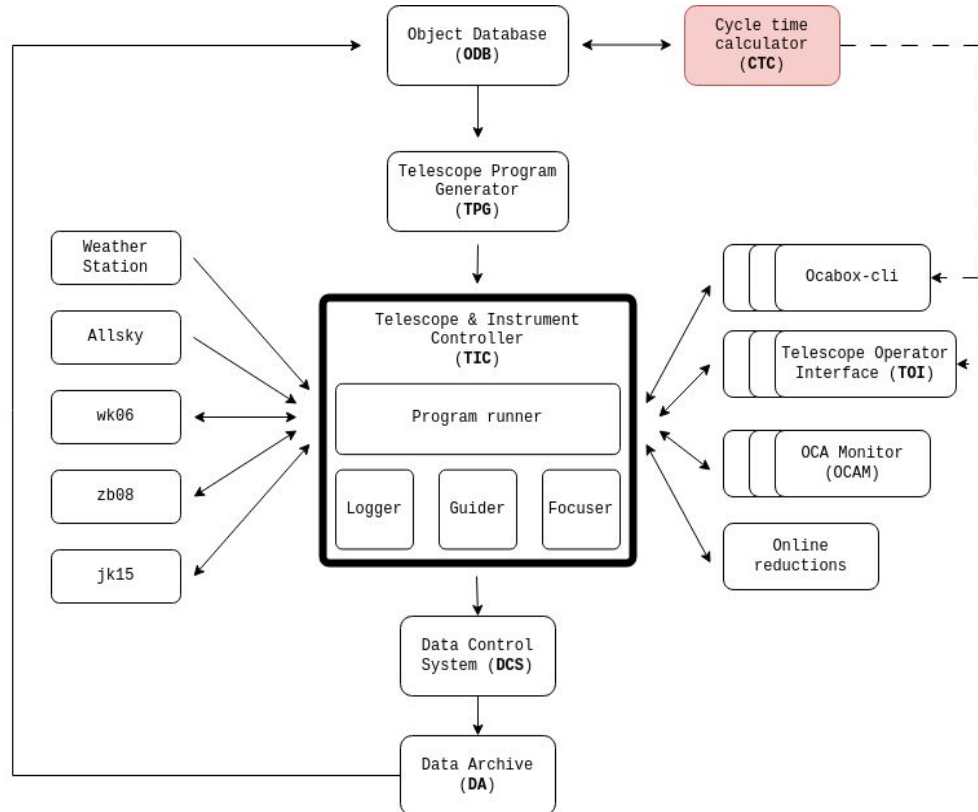 Object Database
(ODB)
Cycle time
calculator
(CTC)
Telescope Program
Generator
(TPG)
Weather
Station
Allsky
wk06
zb08
jk15
Telescope & Instrument
Controller
(TIC)
Program runner
Logger
Guider
Focuser
Ocabox-cli
Telescope Operator
Interface (TOI)
OCA Monitor
(OCAM)
Online
reductions
Data Control
System (DCS)
Data Archive
(DA)